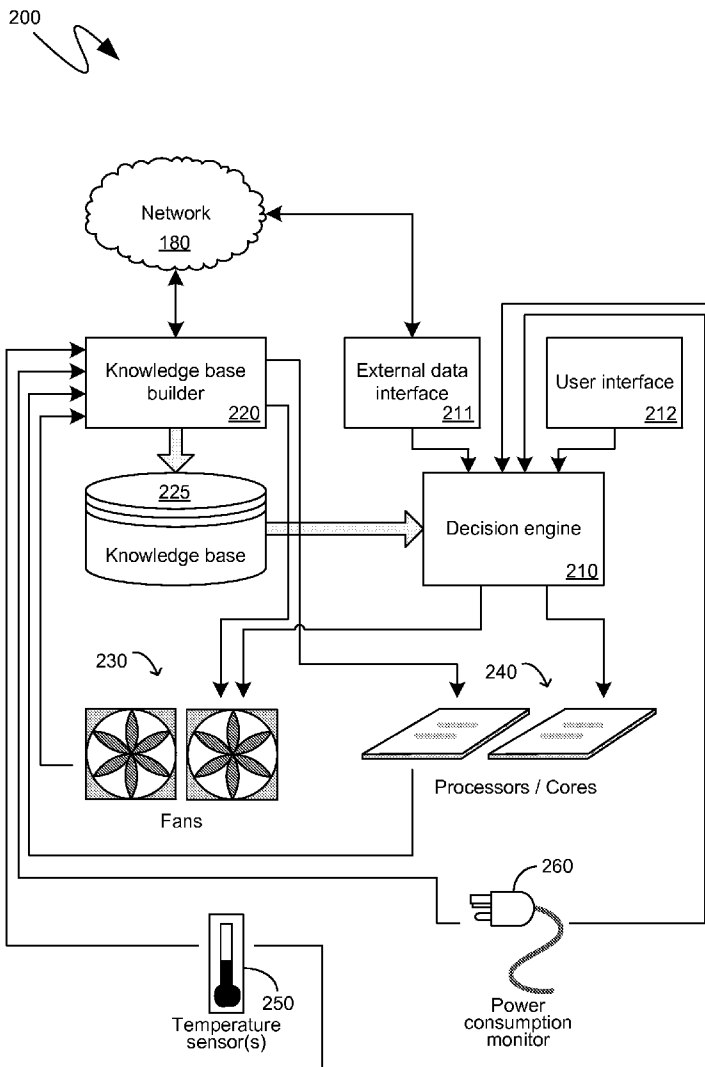 200
Network
180
Knowledge base
builder
220
External data
interface
211
User interface
212
225
Knowledge base
Decision engine
210
230
240
Fans
Processors / Cores
260
250
Temperature
sensor(s)
Power
consumption
monitor